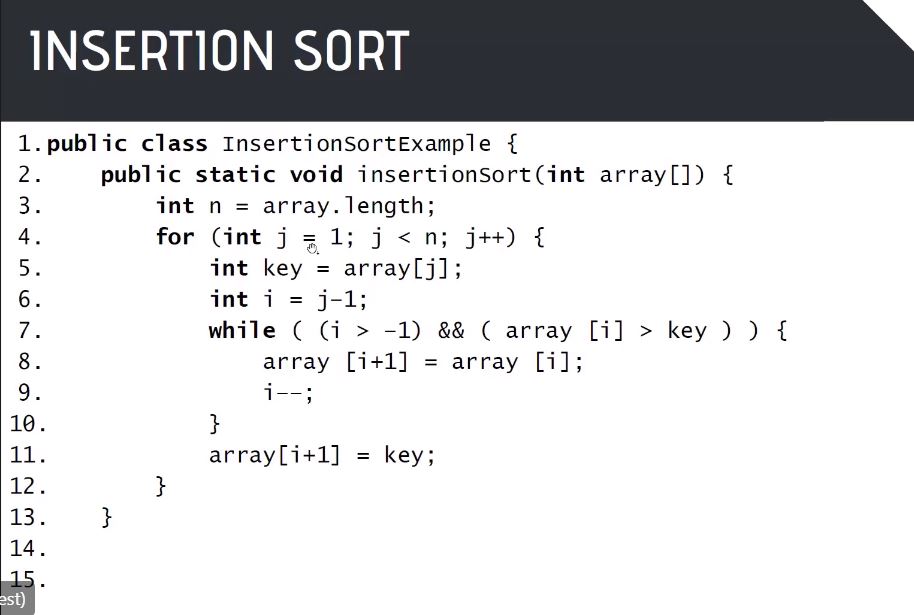 INSERTION SORT
1.public class InsertionSortExample {
2.    public static void insertionSort(int array[]) {
3.        int n = array.length;
4.        for (int j = 1; j < n; j++) {
5.            int key = array[j];
6.            int i = j-1;
7.            while ( (i > -1) && ( array [i] > key ) ) {
8.                array [i+1] = array [i];
9.                i--;
10.            }
11.            array[i+1] = key;
12.        }
13.    }
14.
15.
est)